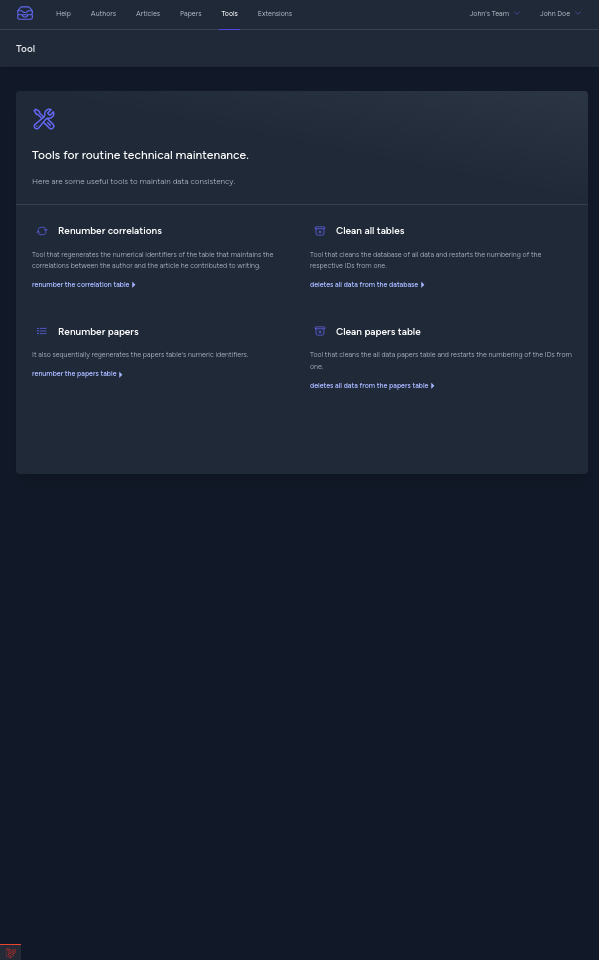 Help Authors Articles Papers Tools Extensions John's Team John Doe
Tool
Tools for routine technical maintenance.
Here are some useful tools to maintain data consistency.
Renumber correlations
Tool that regenerates the numerical identifiers of the table that maintains the
correlations between the author and the article he contributed to writing.
renumber the correlation table
Clean all tables
Tool that cleans the database of all data and restarts the numbering of the
respective IDs from one.
deletes all data from the database
Renumber papers
It also sequentially regenerates the papers table's numeric identifiers.
renumber the papers table
Clean papers table
Tool that cleans the all data papers table and restarts the numbering of the IDs from
one.
deletes all data from the papers table